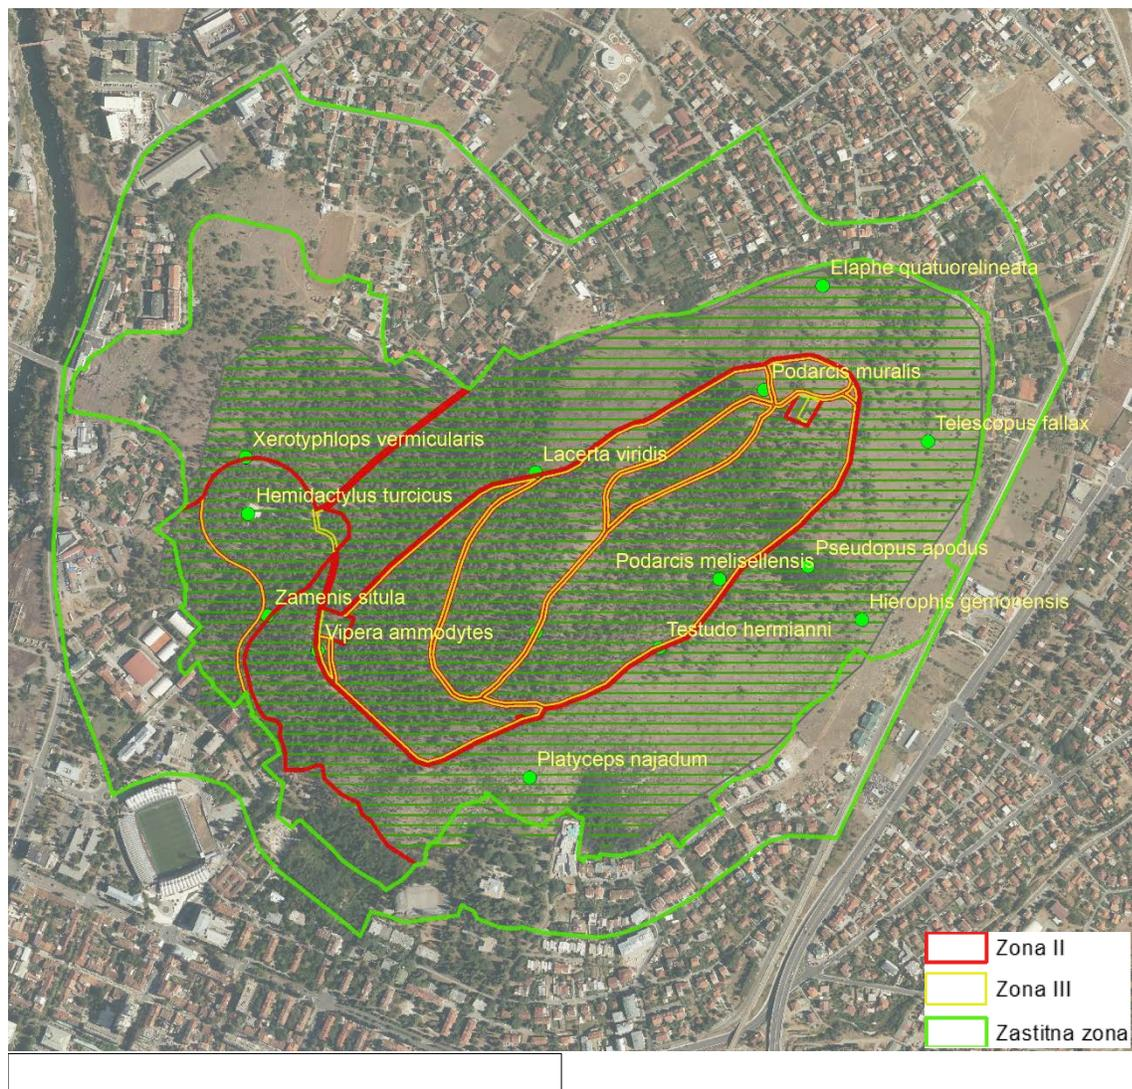 Elaphe quatuorelineata
Podarcis muralis
Telescopus fallax
Xerotyphlops vermicularis
Lacerta viridis
Hemidactylus turcicus
Pseudopus apodus
Podarcis melisellensis
Zamenis situla
Hierophis gemonensis
Vipera ammodytes
Testudo hermianni
Platyceps najadum
Zona II
Zona III
Zastitna zona